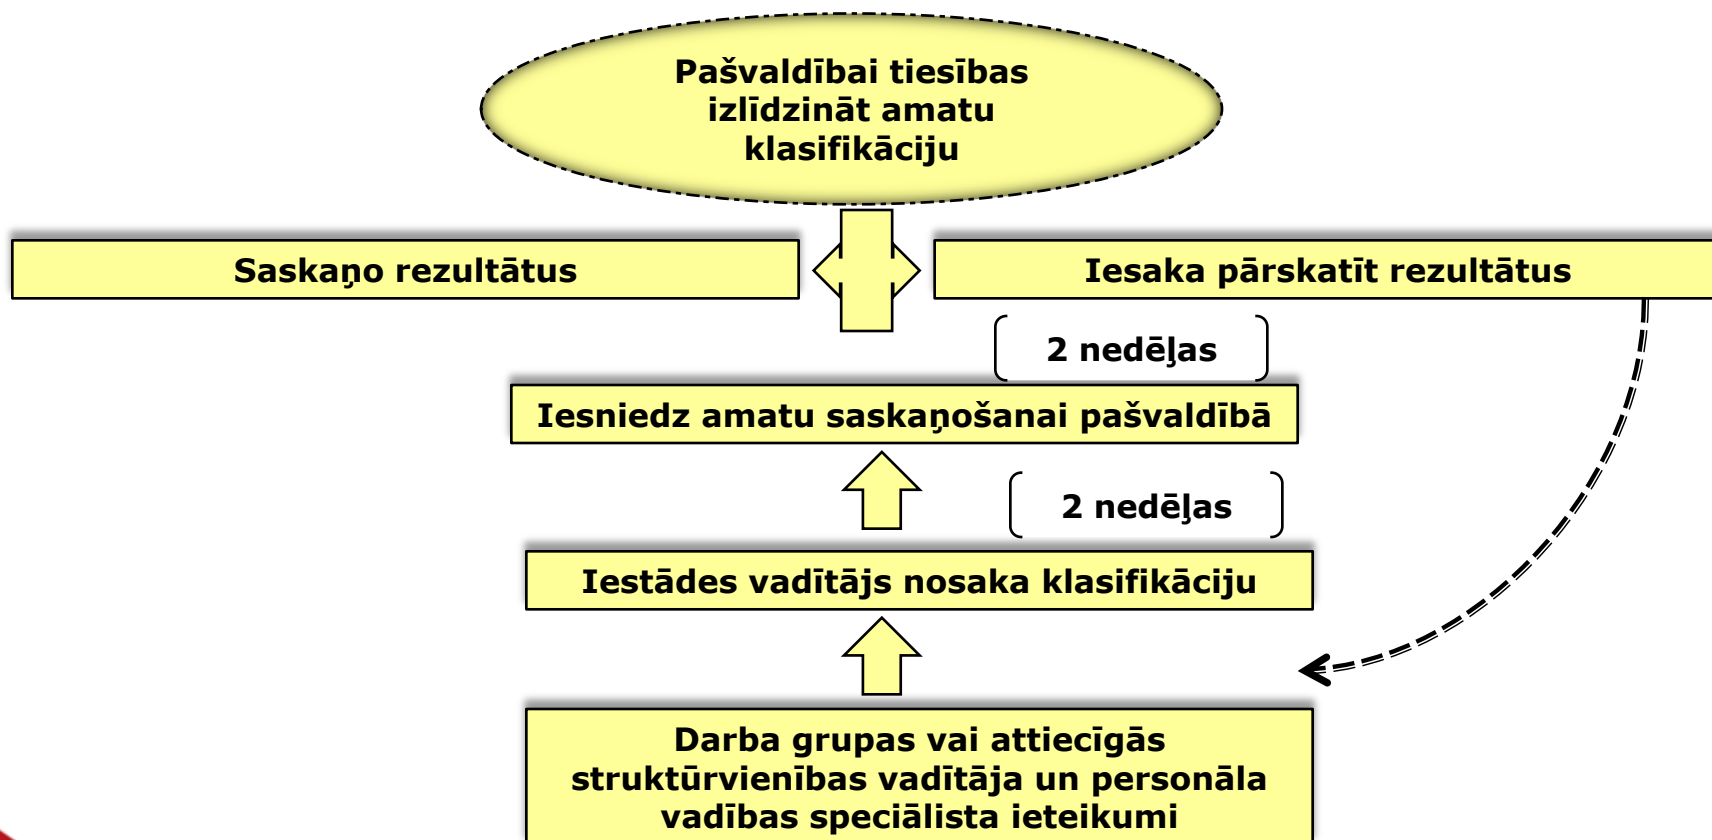 Pašvaldībai tiesības
izlīdzināt amatu
klasifikāciju
Saskaņo rezultātus
Iesaka pārskatīt rezultātus
2 nedēļas
Iesniedz amatu saskaņošanai pašvaldībā
2 nedēļas
Iestādes vadītājs nosaka klasifikāciju
Darba grupas vai attiecīgās
struktūrvienības vadītāja un personāla
vadības speciālista ieteikumi